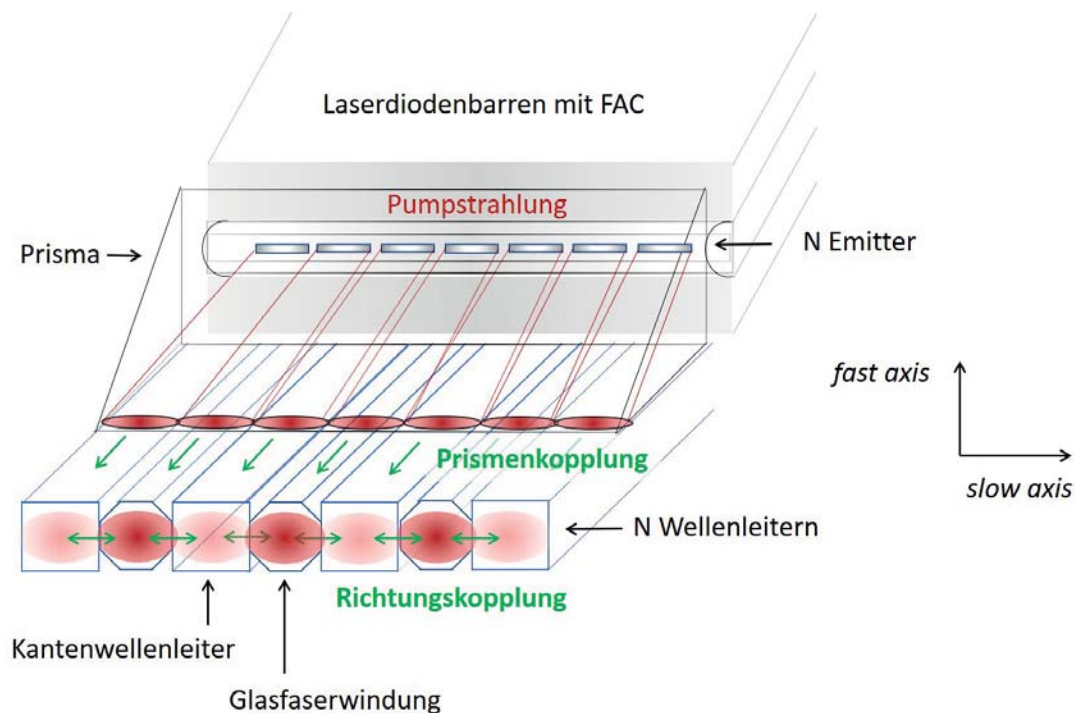 Laserdiodenbarren mit FAC
Pumpstrahlung
Prisma
N Emitter
fast axis
Prismenkopplung
slow axis
N Wellenleitern
Richtungskopplung
Kantenwellenleiter
Glasfaserwindung